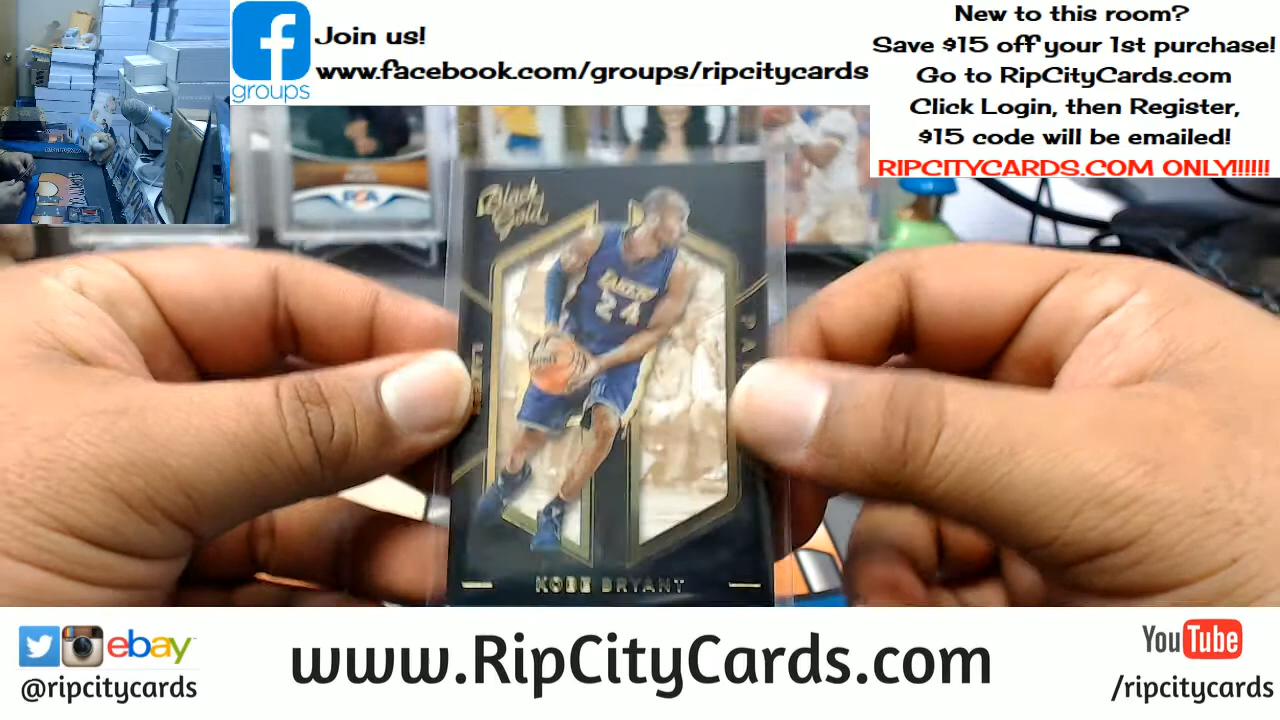 Join us!
www.facebook.com/groups/ripcitycards
groups
New to this room?
Save $15 off your 1st purchase!
Go to RipCityCards.com
Click Login, then Register,
$15 code will be emailed!
RIPCITYCARDS.COM ONLY!!!!!!
Black
Gold
LAKERS
24
KOBE BRYANT
ebay
@ripcitycards
www.RipCityCards.com
YouTube
/ripcitycards